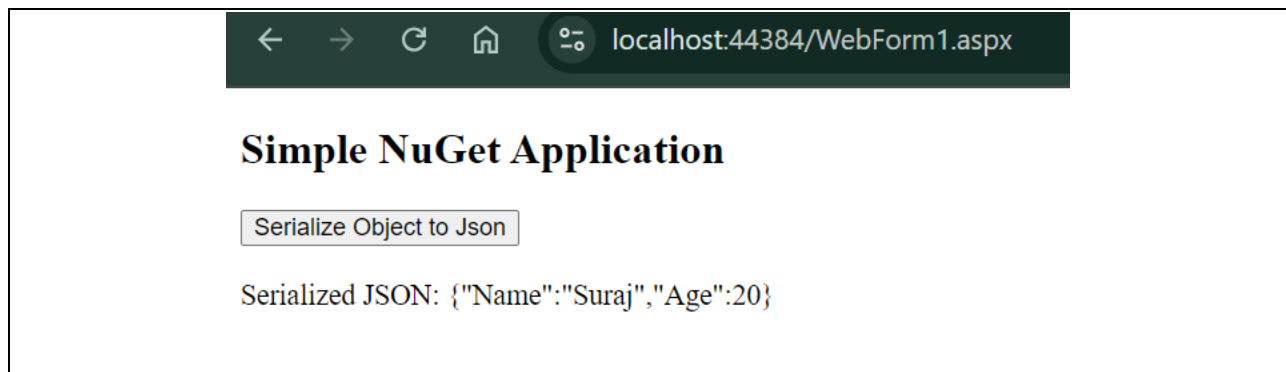 localhost:44384/WebForm1.aspx
Simple NuGet Application
Serialize Object to Json
Serialized JSON: {"Name":"Suraj","Age":20}